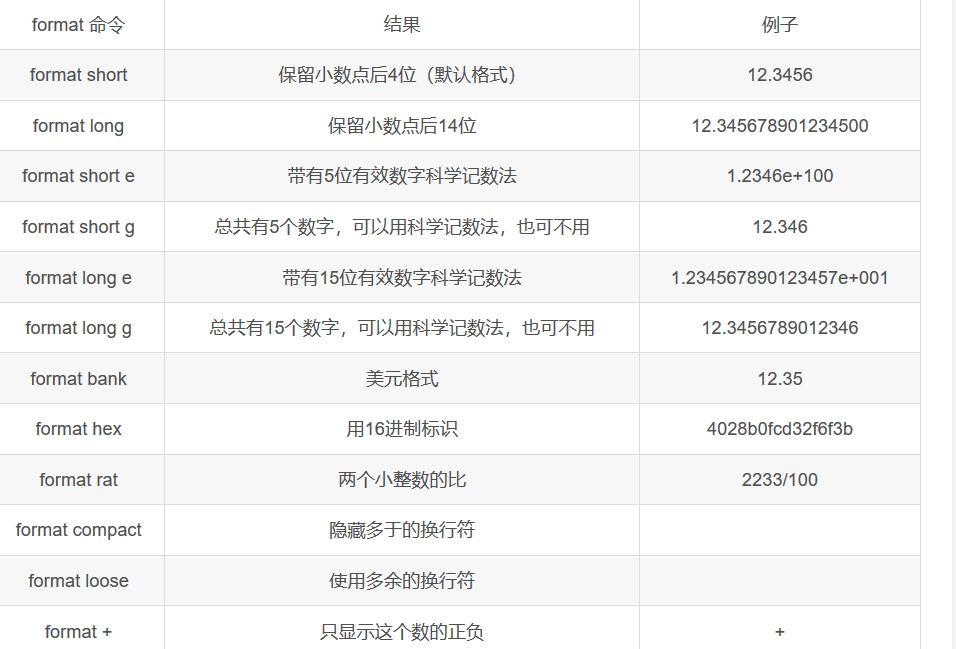 format 命令 结果 例子
format short 保留小数点后4位（默认格式） 12.3456
format long 保留小数点后14位 12.345678901234500
format short e 带有5位有效数字科学记数法 1.2346e+100
format short g 总共有5个数字，可以用科学记数法，也可不用 12.346
format long e 带有15位有效数字科学记数法 1.234567890123457e+001
format long g 总共有15个数字，可以用科学记数法，也可不用 12.3456789012346
format bank 美元格式 12.35
format hex 用16进制标识 4028b0fcd32f6f3b
format rat 两个小整数的比 2233/100
format compact 隐藏多于的换行符
format loose 使用多余的换行符
format + 只显示这个数的正负 +